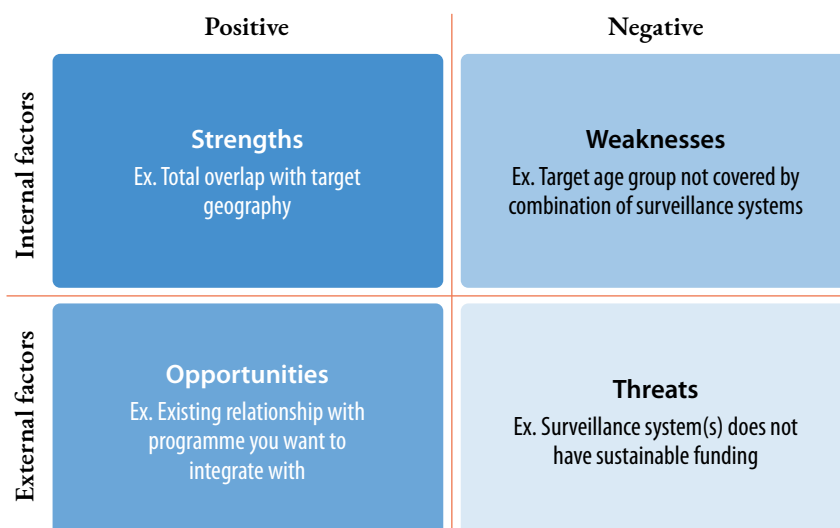 Positive
Negative
Internal factors
Strengths
Ex. Total overlap with target
geography
Weaknesses
Ex. Target age group not covered by
combination of surveillance systems
External factors
Opportunities
Ex. Existing relationship with
programme you want to
integrate with
Threats
Ex. Surveillance system(s) does not
have sustainable funding